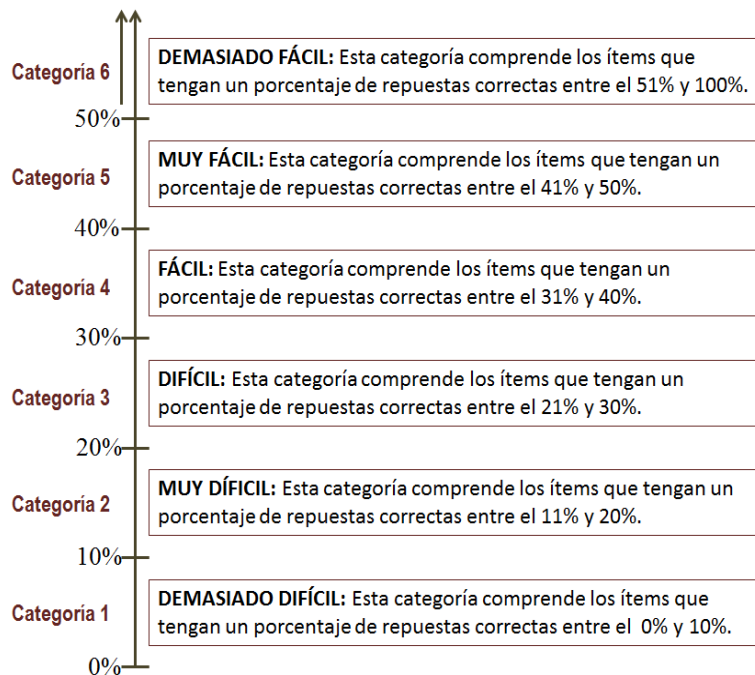 Categoría 6
DEMASIADO FÁCIL: Esta categoría comprende los ítems que
tengan un porcentaje de repuestas correctas entre el 51% y 100%.
50%
Categoría 5
MUY FÁCIL: Esta categoría comprende los ítems que tengan un
porcentaje de repuestas correctas entre el 41% y 50%.
40%
Categoría 4
FÁCIL: Esta categoría comprende los ítems que tengan un
porcentaje de repuestas correctas entre el 31% y 40%.
30%
Categoría 3
DIFÍCIL: Esta categoría comprende los ítems que tengan un
porcentaje de repuestas correctas entre el 21% y 30%.
20%
Categoría 2
MUY DÍFICIL: Esta categoría comprende los ítems que tengan un
porcentaje de repuestas correctas entre el 11% y 20%.
10%
Categoría 1
DEMASIADO DIFÍCIL: Esta categoría comprende los ítems que
tengan un porcentaje de repuestas correctas entre el 0% y 10%.
0%